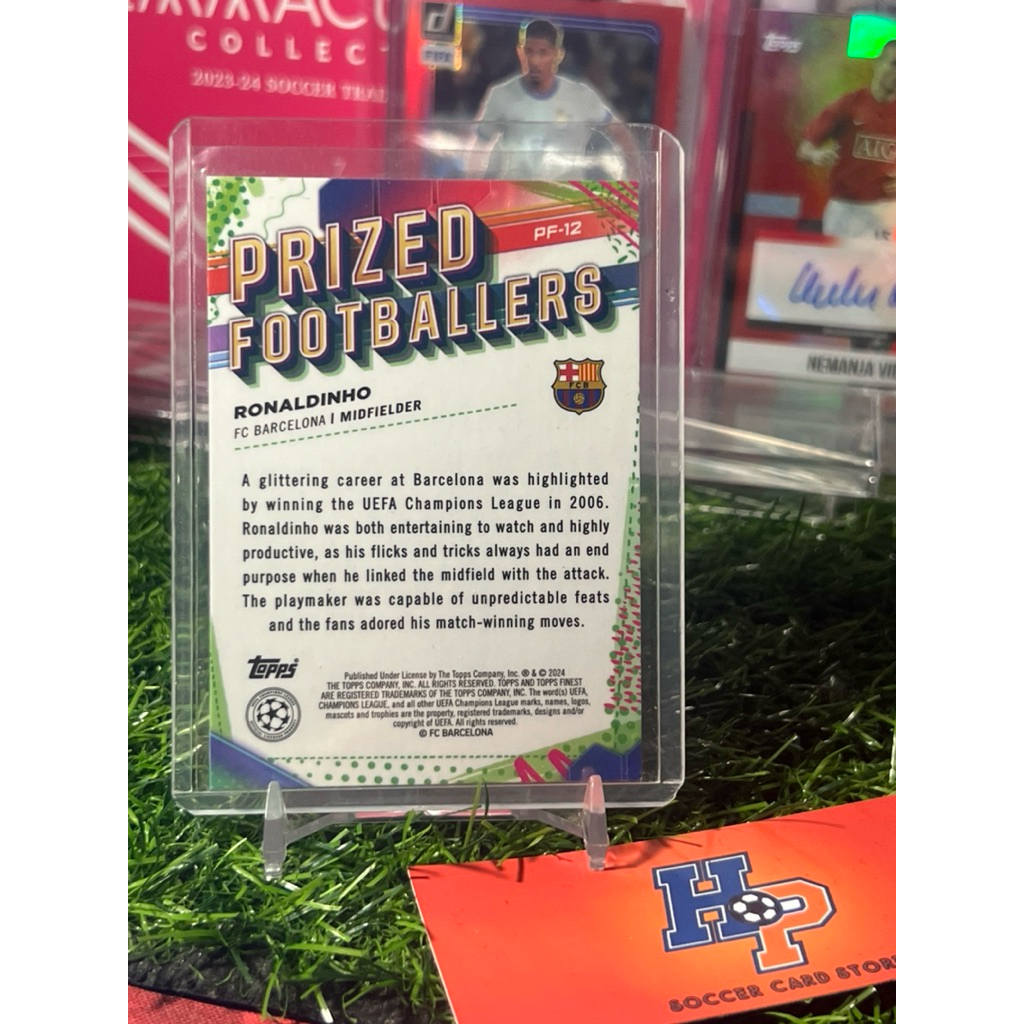 COLLEC
2023-24 SOCCER TRA
FIFA
Topps
AIG
NEMANJA VI
PRIZED
FOOTBALLERS
PF-12
RONALDINHO
FC BARCELONA | MIDFIELDER
FCB
A glittering career at Barcelona was highlighted
by winning the UEFA Champions League in 2006.
Ronaldinho was both entertaining to watch and highly
productive, as his flicks and tricks always had an end
purpose when he linked the midfield with the attack.
The playmaker was capable of unpredictable feats
and the fans adored his match-winning moves.
Topps®
Published Under License by The Topps Company, Inc. ® & © 2024
THE TOPPS COMPANY, INC. ALL RIGHTS RESERVED. TOPPS AND TOPPS FINEST
ARE REGISTERED TRADEMARKS OF THE TOPPS COMPANY, INC. The word(s) UEFA,
CHAMPIONS LEAGUE, and all other UEFA Champions League marks, names, logos,
mascots and trophies are the property, registered trademarks, designs and/or
copyright of UEFA. All rights reserved.
© FC BARCELONA
HP
SOCCER CARD STOR